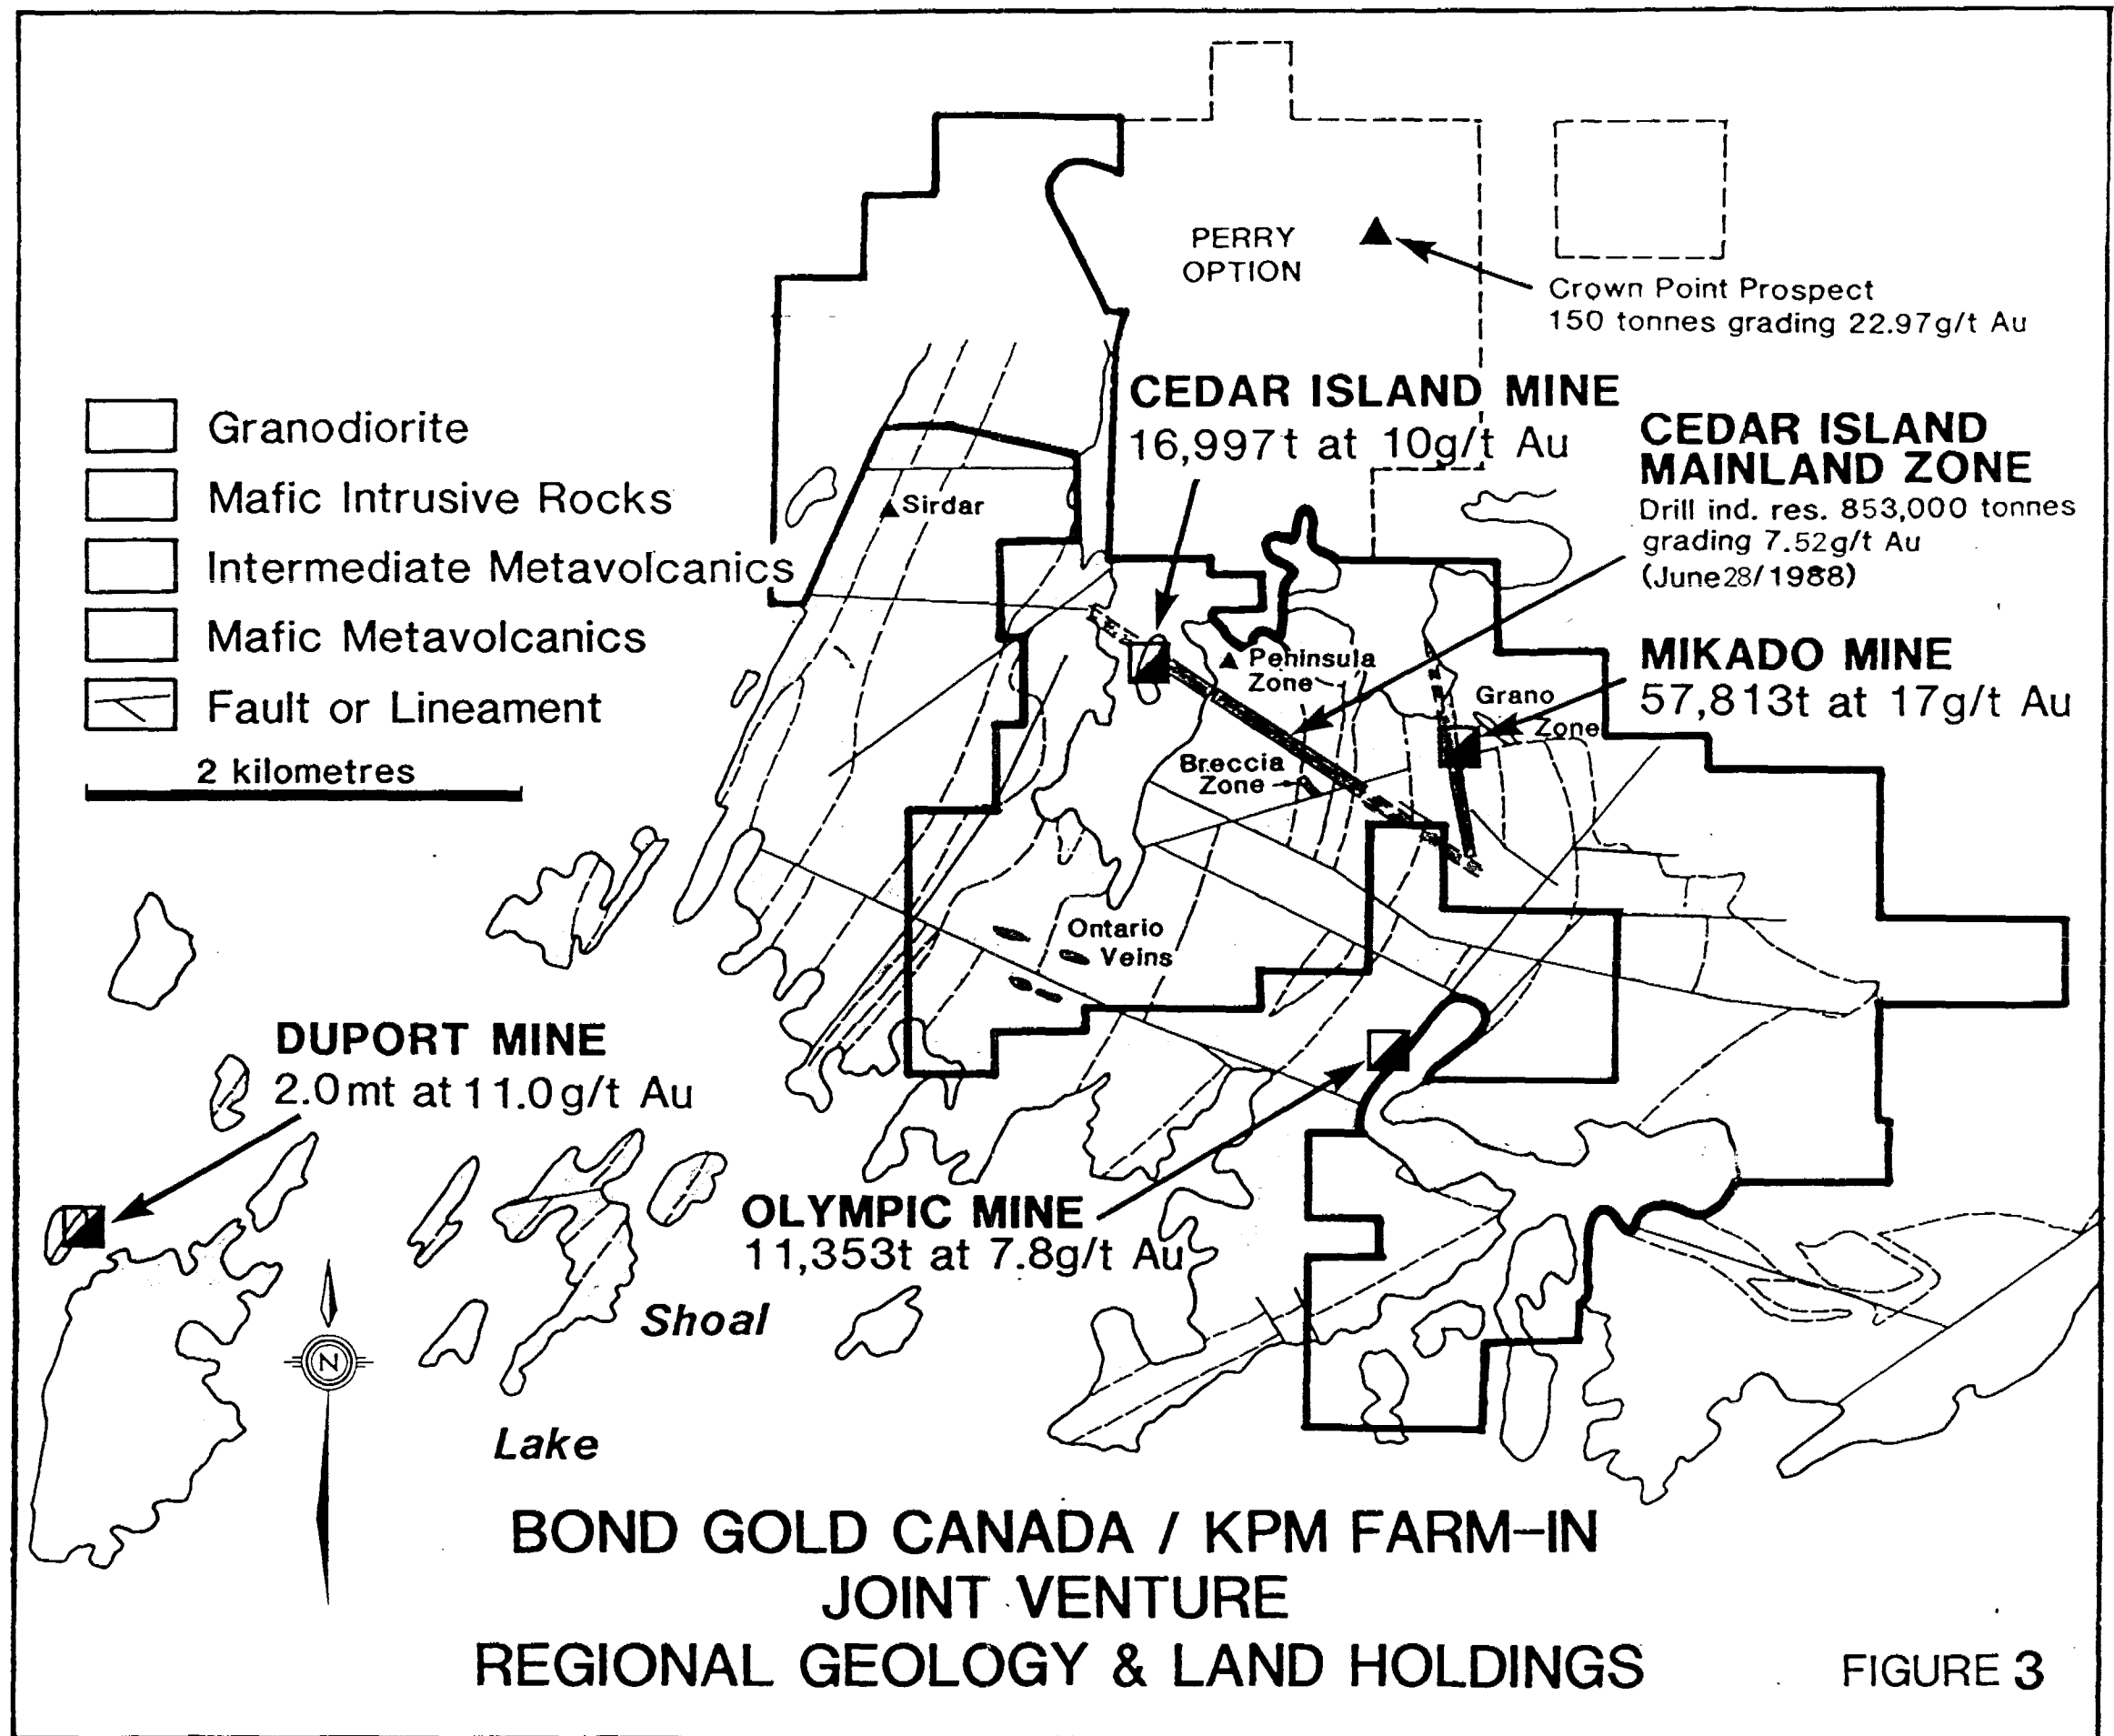 PERRY
OPTION
Crown Point Prospect
150 tonnes grading 22.97g/t Au
CEDAR ISLAND MINE
16,997t at 10g/t Au
CEDAR ISLAND
MAINLAND ZONE
Drill ind. res. 853,000 tonnes
grading 7.52g/t Au
(June 28/1988)
MIKADO MINE
57,813t at 17g/t Au
Granodiorite
Mafic Intrusive Rocks
Intermediate Metavolcanics
Mafic Metavolcanics
Fault or Lineament
2 kilometres
Sirdar
Peninsula
Zone
Grano
Zone
Breccia
Zone
Ontario
Veins
DUPORT MINE
2.0mt at 11.0g/t Au
OLYMPIC MINE
11,353t at 7.8g/t Au
Shoal
Lake
N
BOND GOLD CANADA / KPM FARM-IN
JOINT VENTURE
REGIONAL GEOLOGY & LAND HOLDINGS
FIGURE 3